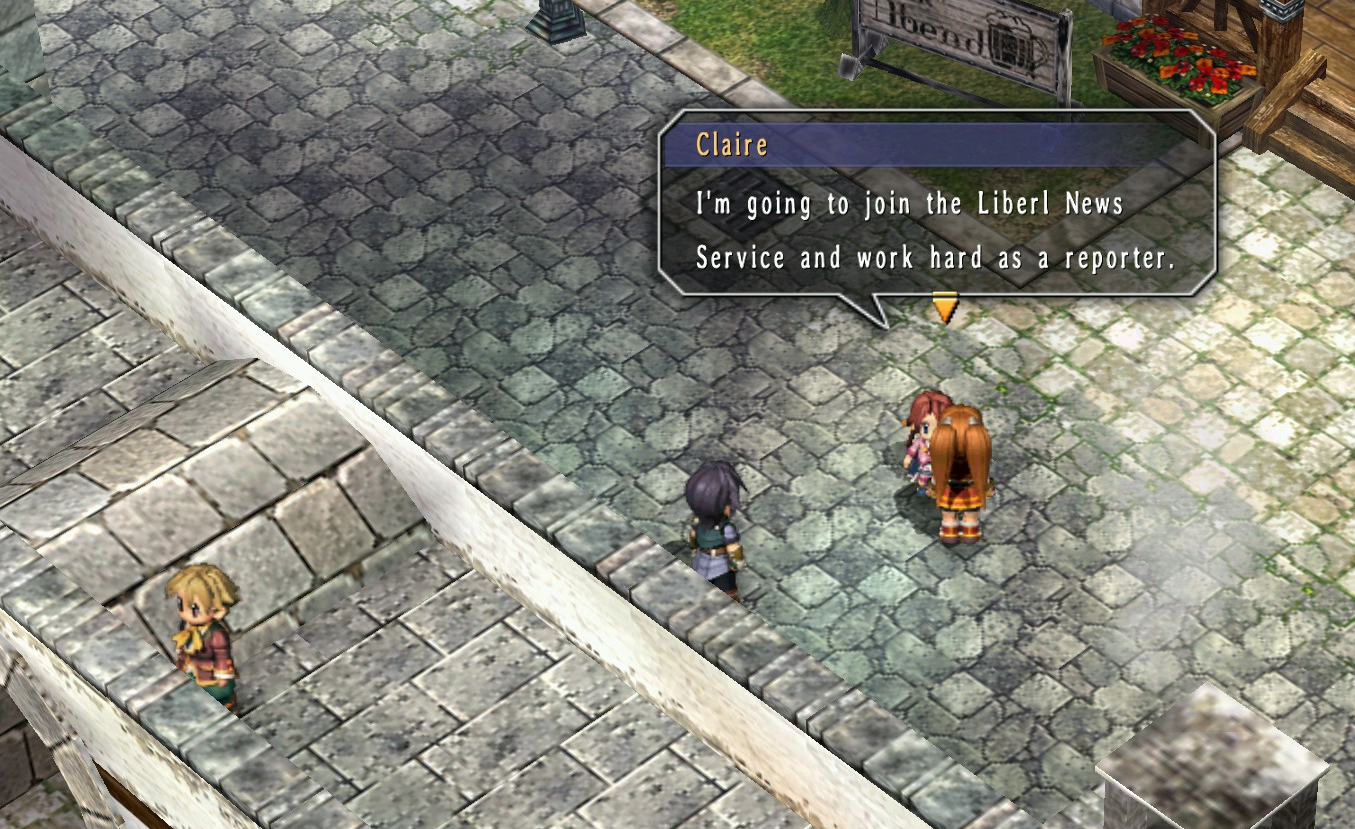 Claire
I'm going to join the Liberl News
Service and work hard as a reporter.